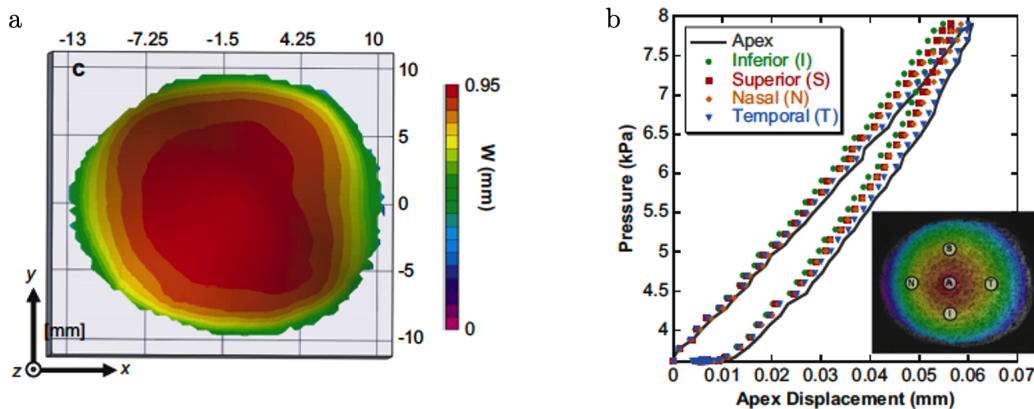 a
-13 -7.25 -1.5 4.25 10
C
10
5
0
-5
-10
y
[mm]
z
x
0.95
W (mm)
0
b
8
7.5
7
6.5
6
5.5
5
4.5
4
Pressure (kPa)
Apex
Inferior (I)
Superior (S)
Nasal (N)
Temporal (T)
S
N A T
I
0 0.01 0.02 0.03 0.04 0.05 0.06 0.07
Apex Displacement (mm)